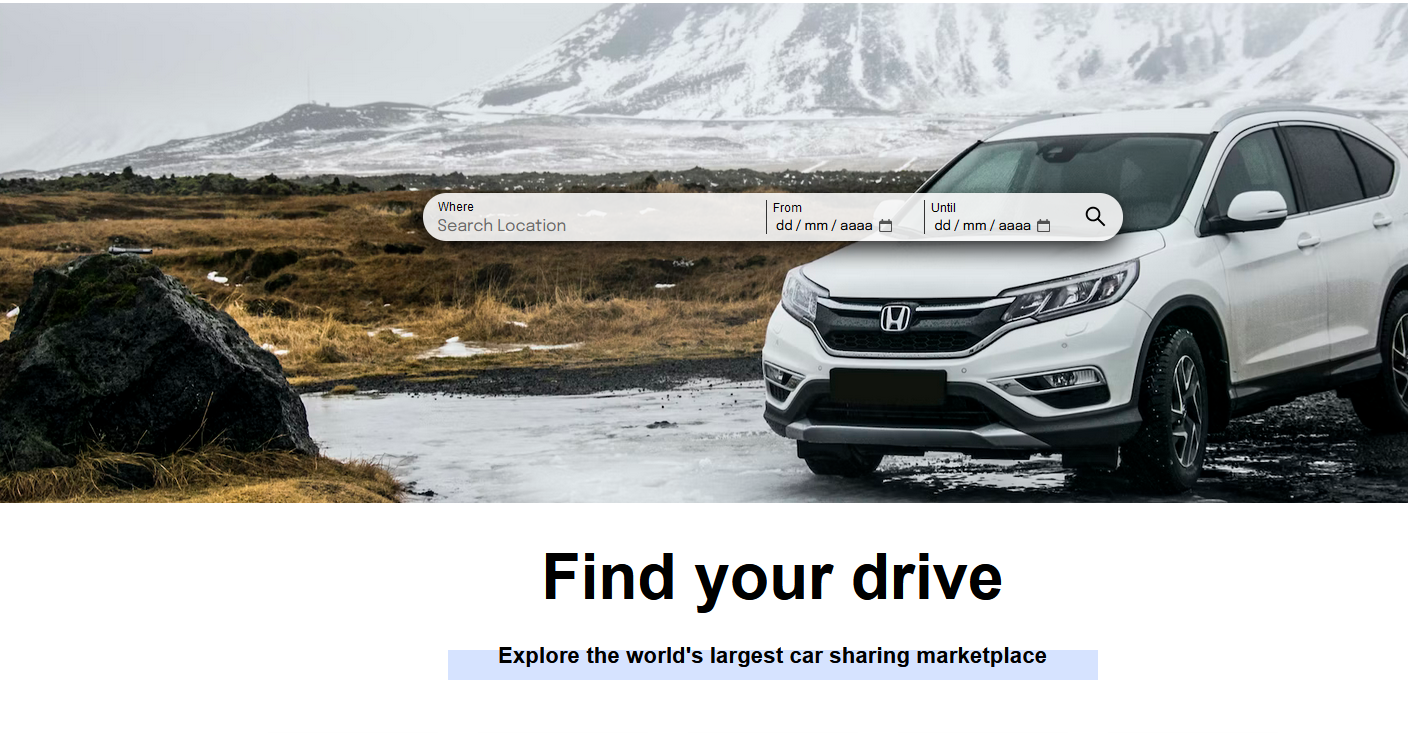 Where
Search Location
From
dd / mm / aaaa
Until
dd / mm / aaaa
Find your drive
Explore the world's largest car sharing marketplace